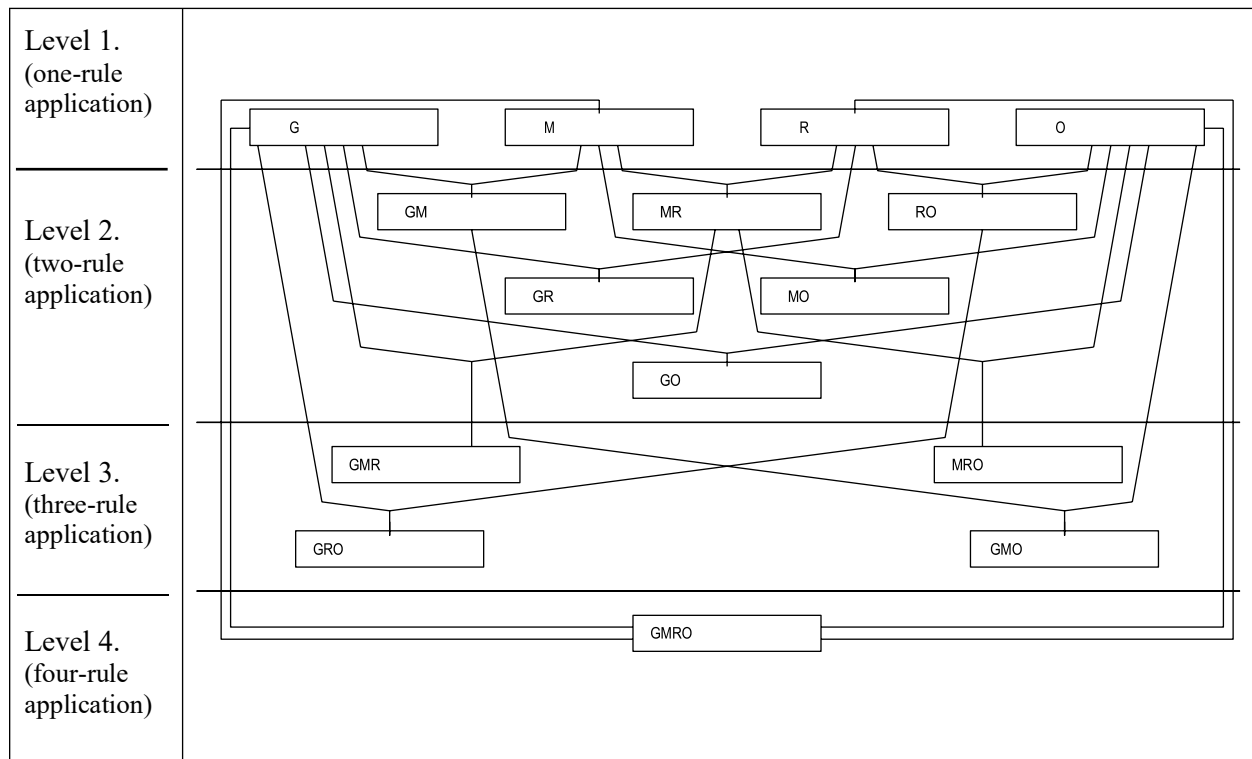 Level 1.
(one-rule
application)
G
M
R
O
Level 2.
(two-rule
application)
GM
MR
RO
GR
MO
GO
Level 3.
(three-rule
application)
GMR
MRO
GRO
GMO
Level 4.
(four-rule
application)
GMRO